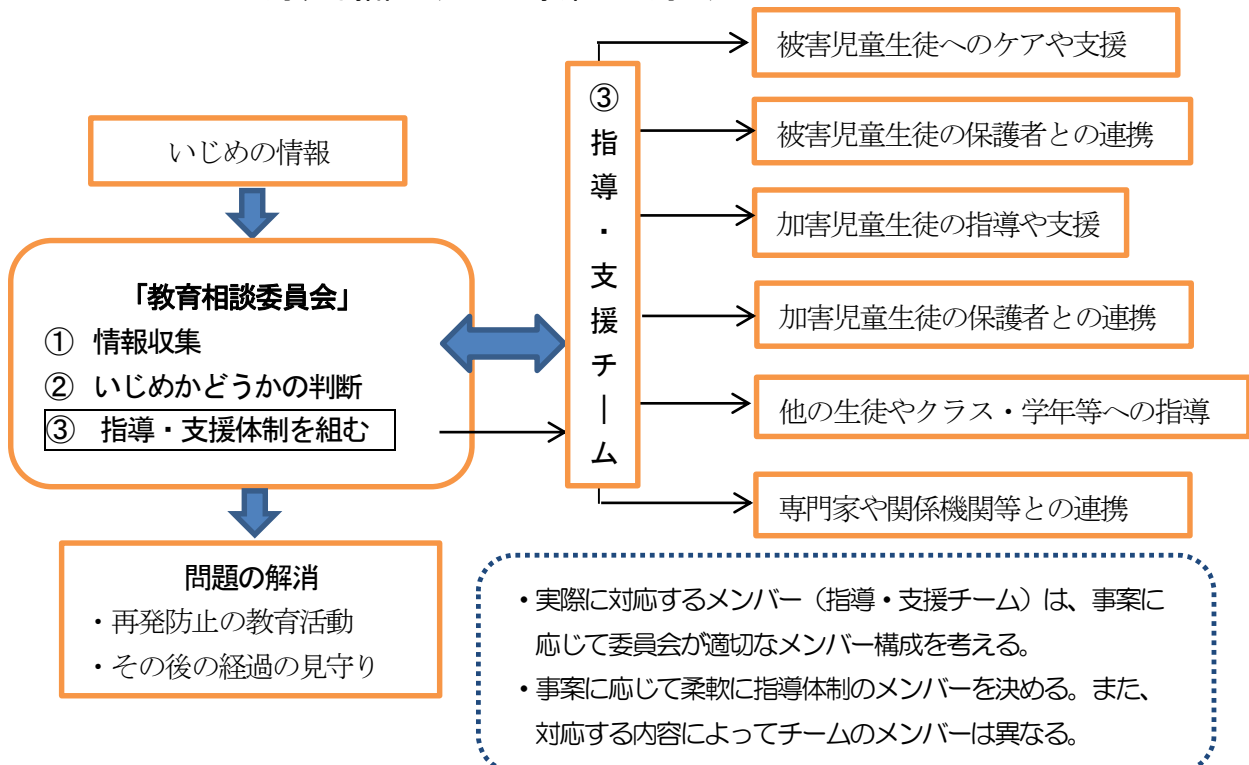 いじめの情報
「教育相談委員会」
① 情報収集
② いじめかどうかの判断
③ 指導・支援体制を組む
問題の解消
・再発防止の教育活動
・その後の経過の見守り
③指導・支援チーム
被害児童生徒へのケアや支援
被害児童生徒の保護者との連携
加害児童生徒の指導や支援
加害児童生徒の保護者との連携
他の生徒やクラス・学年等への指導
専門家や関係機関等との連携
・実際に対応するメンバー（指導・支援チーム）は、事案に
応じて委員会が適切なメンバー構成を考える。
・事案に応じて柔軟に指導体制のメンバーを決める。また、
対応する内容によってチームのメンバーは異なる。